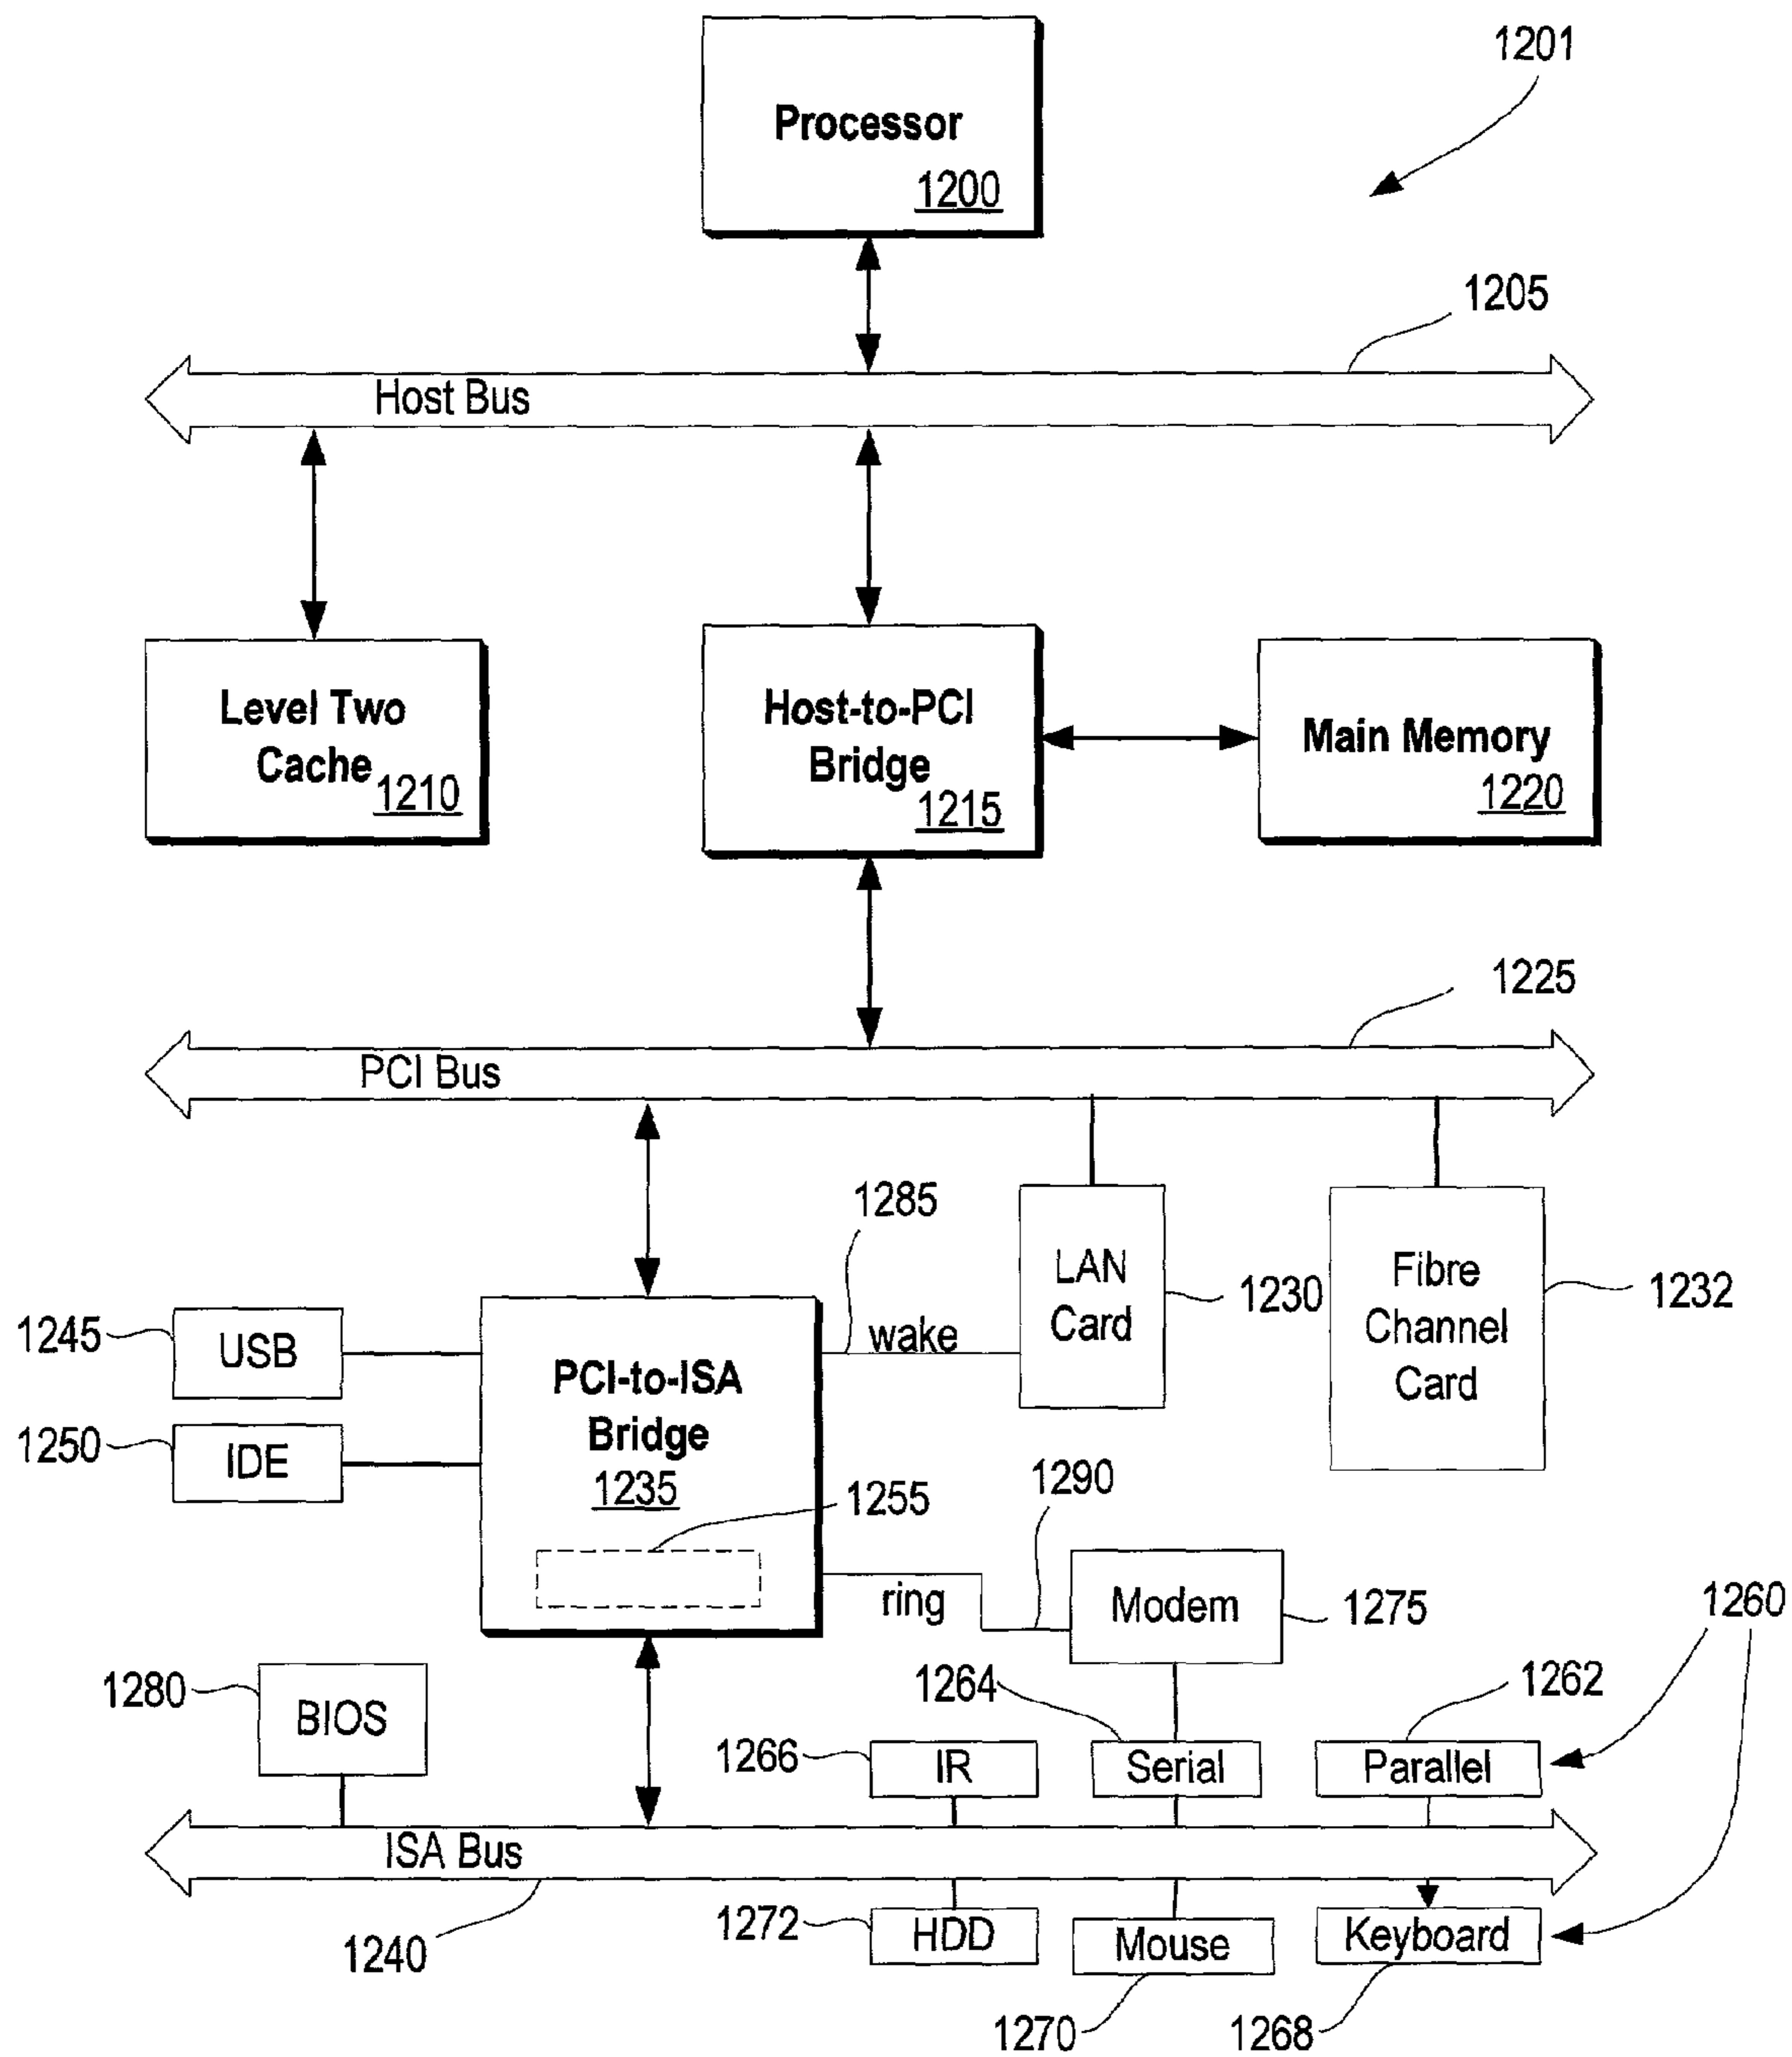 1201
Processor
1200
1205
Host Bus
Level Two
Cache
1210
Host-to-PCI
Bridge
1215
Main Memory
1220
1225
PCI Bus
1285
LAN
Card
1230
Fibre
Channel
Card
1232
1245
USB
wake
PCI-to-ISA
Bridge
1235
1250
IDE
1255
1290
ring
Modem
1275
1260
1280
BIOS
1264
1262
1266
IR
Serial
Parallel
ISA Bus
1240
1272
HDD
Mouse
Keyboard
1270
1268